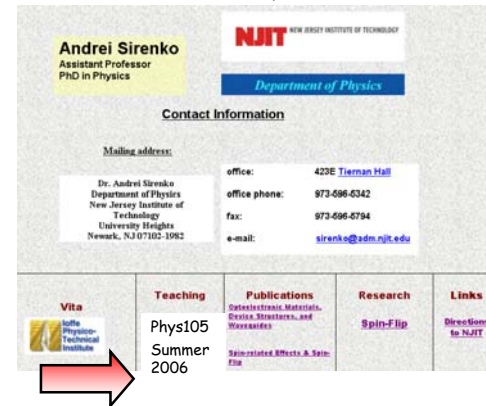 Andrei Sirenko
Assistant Professor
PhD in Physics
NJIT
NEW JERSEY INSTITUTE OF TECHNOLOGY
Department of Physics
Contact Information
Mailing address:
Dr. Andrei Sirenko
Department of Physics
New Jersey Institute of
Technology
University Heights
Newark, NJ 07102-1982
office: 423E Tiernan Hall
office phone: 973-596-5342
fax: 973-596-5794
e-mail: sirenko@adm.njit.edu
Vita
Ioffe
Physico-
Technical
Institute
Teaching
Phys105
Summer
2006
Publications
Optoelectronic Materials,
Device Structures, and
Waveguides
Spin-related Effects & Spin-
Flip
Research
Spin-Flip
Links
Directions
to NJIT